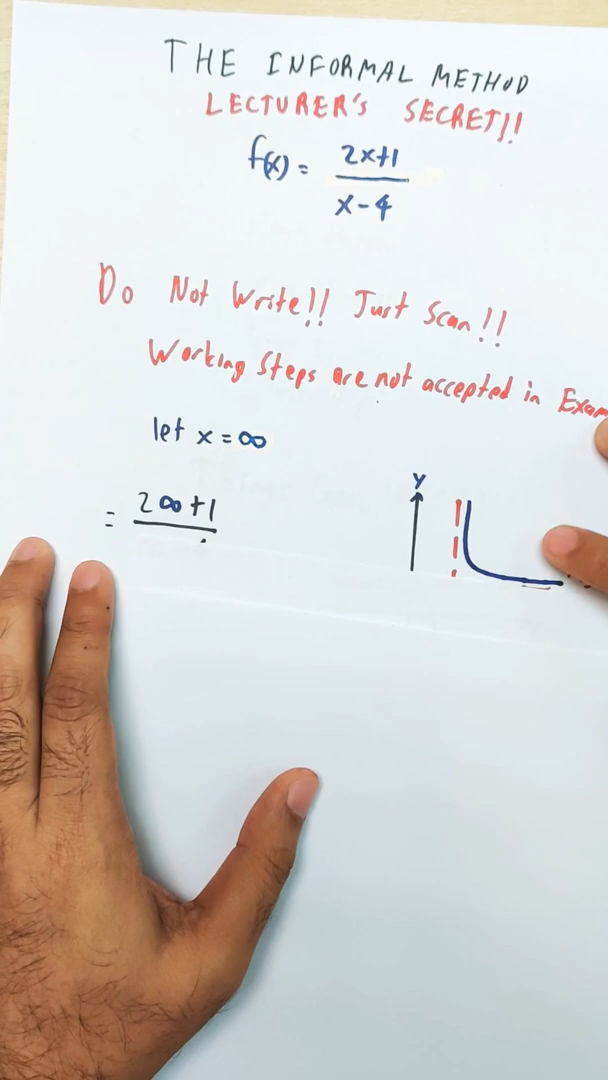 THE INFORMAL METHOD
LECTURER'S SECRET!!
f(x) = 2x+1
x-4
Do Not Write!! Just Scan!!
Working Steps are not accepted in Exam
let x = ∞
= 2∞+1
Y